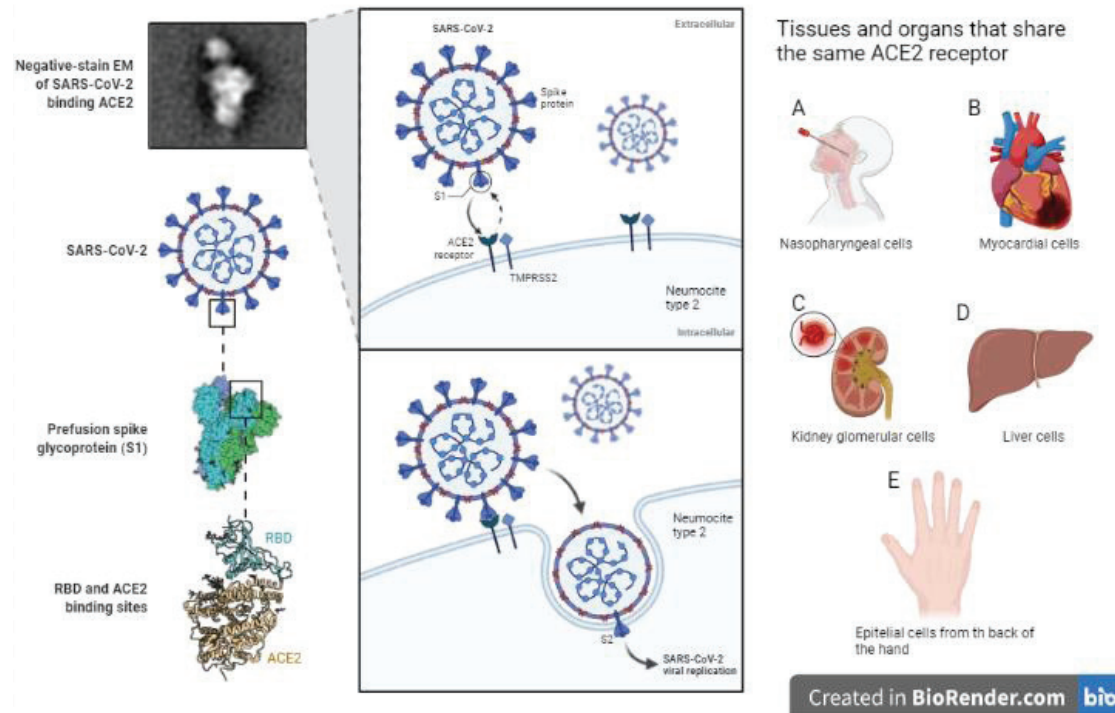 Negative-stain EM
of SARS-CoV-2
binding ACE2
SARS-CoV-2
Prefusion spike
glycoprotein (S1)
RBD
RBD and ACE2
binding sites
ACE2
Extracellular
SARS-CoV-2
Spike
protein
S1
ACE2
receptor
TMPRSS2
Neumocite
type 2
Intracellular
Neumocite
type 2
S2
SARS-CoV-2
viral replication
Tissues and organs that share
the same ACE2 receptor
A
Nasopharyngeal cells
B
Myocardial cells
C
Kidney glomerular cells
D
Liver cells
E
Epitelial cells from th back of
the hand
Created in BioRender.com bio